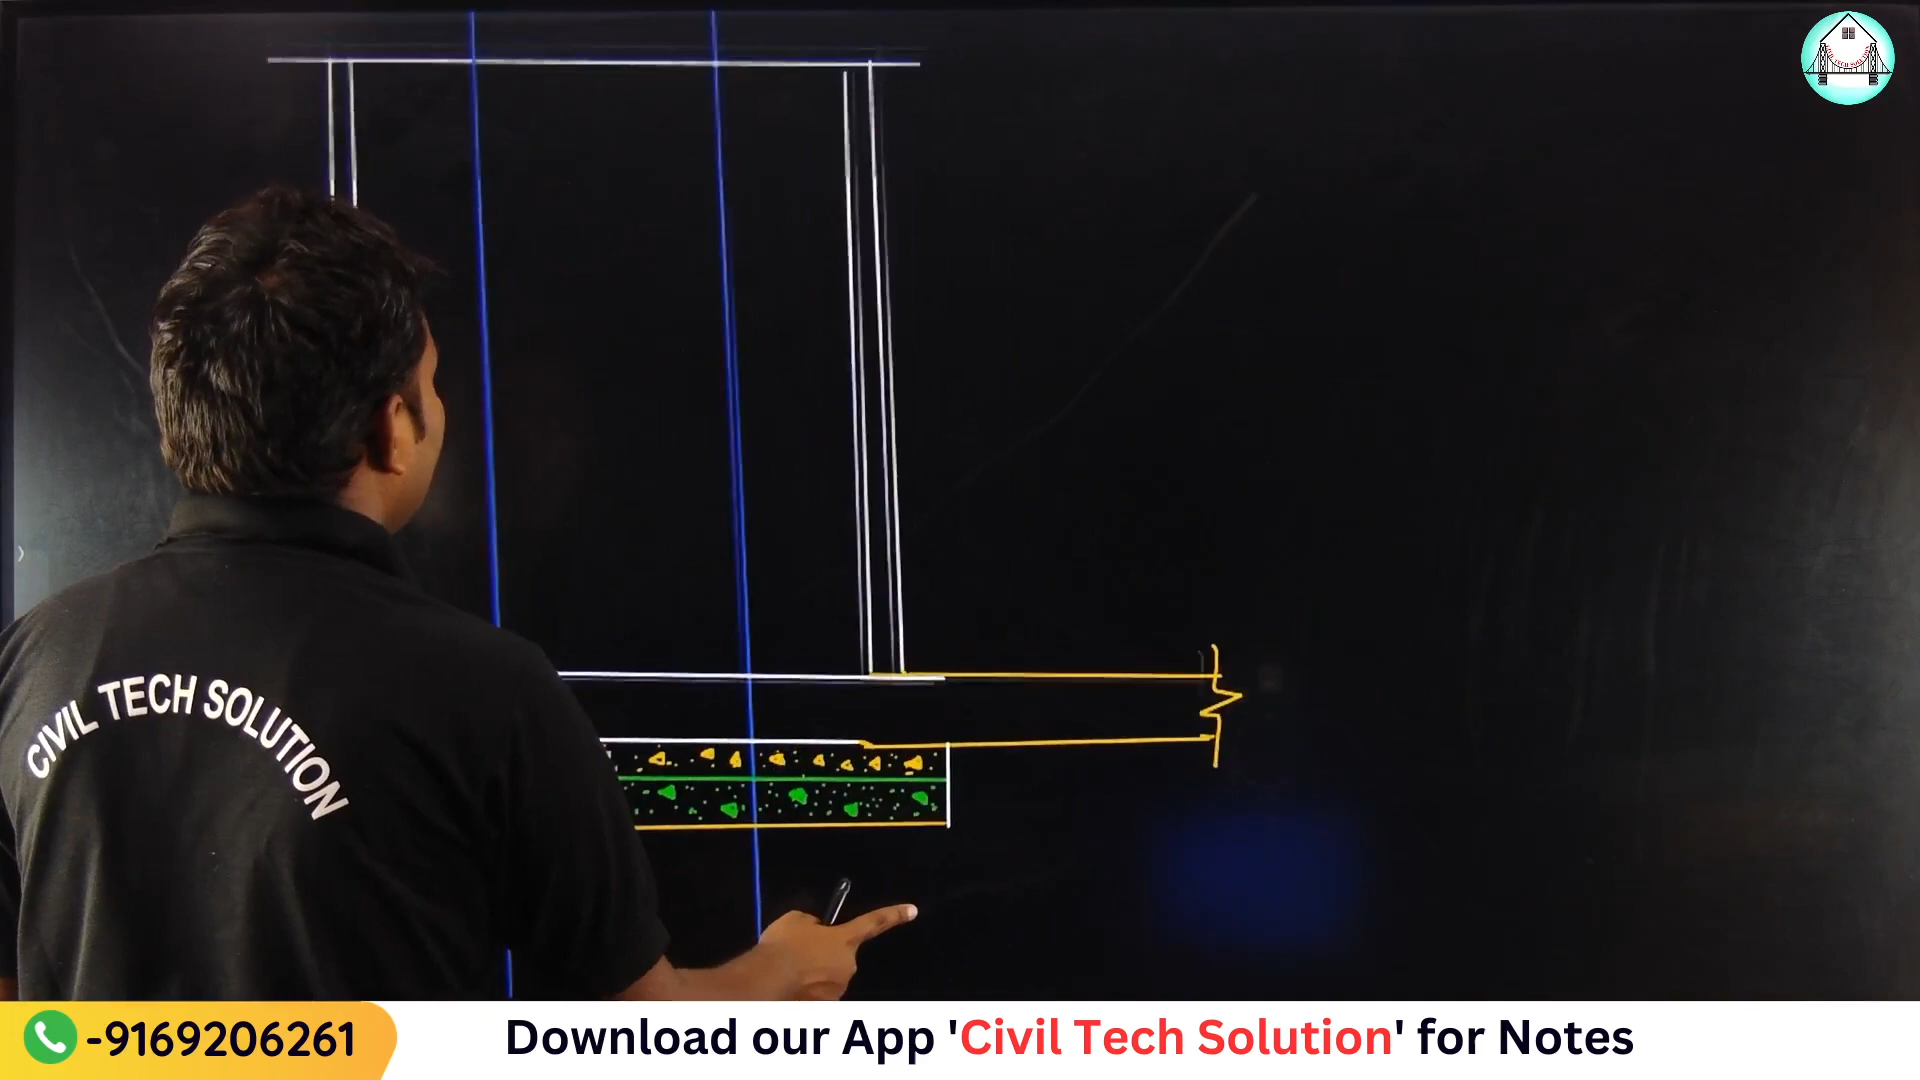 CIVIL TECH SOLUTION
-9169206261
Download our App 'Civil Tech Solution' for Notes